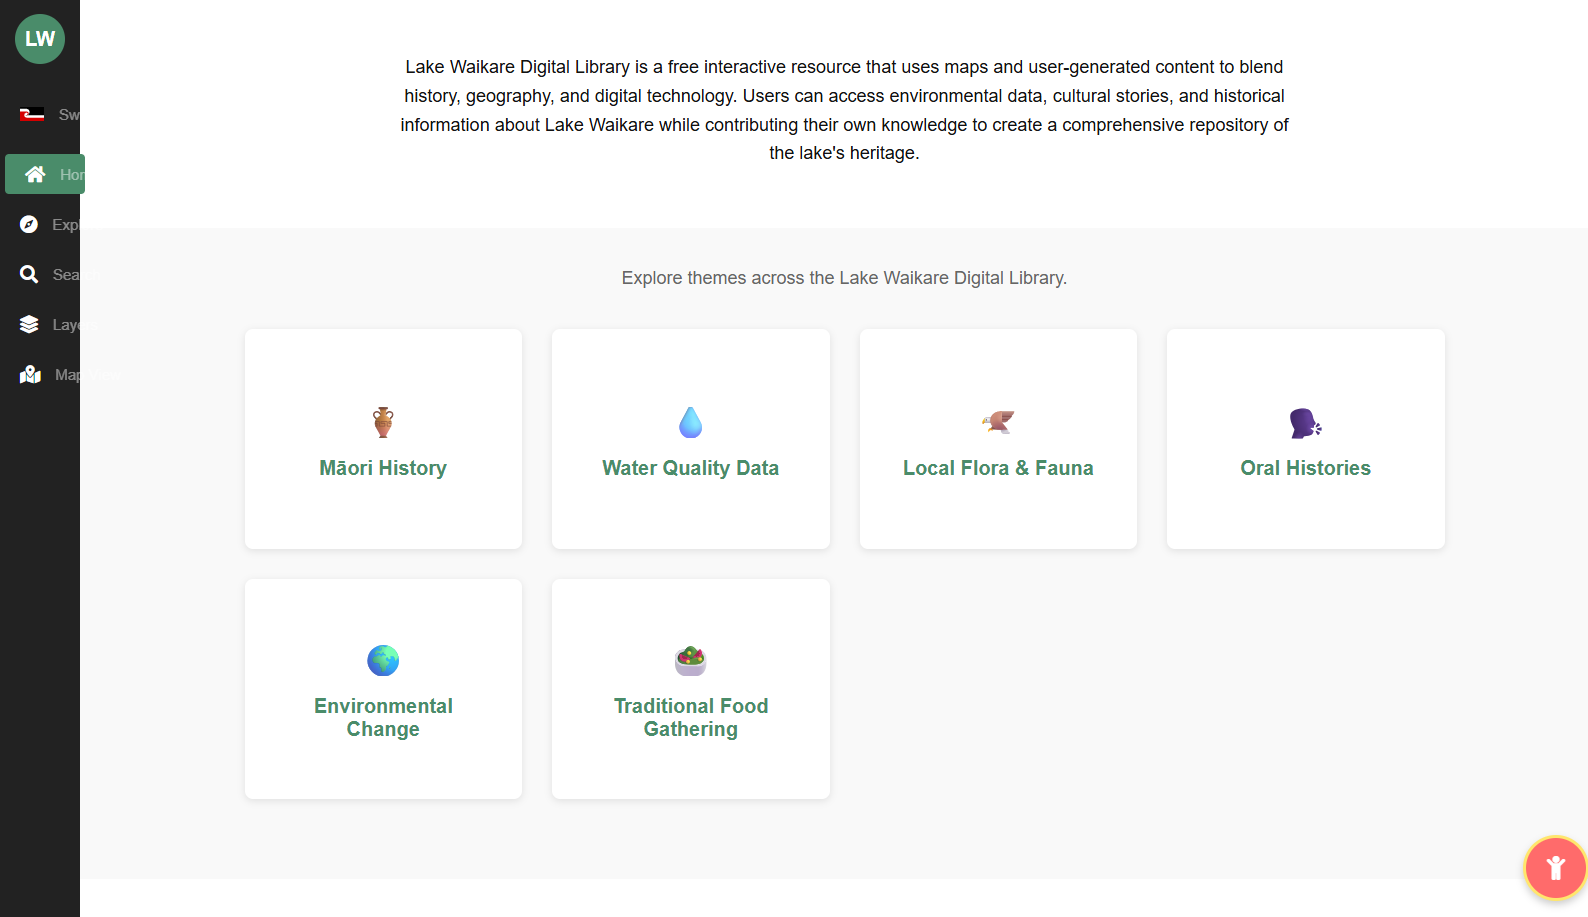 LW
Lake Waikare Digital Library is a free interactive resource that uses maps and user-generated content to blend
history, geography, and digital technology. Users can access environmental data, cultural stories, and historical
information about Lake Waikare while contributing their own knowledge to create a comprehensive repository of
the lake's heritage.
Sw
Hor
Expl
Sea
Lay
Map
Explore themes across the Lake Waikare Digital Library.
Māori History
Water Quality Data
Local Flora & Fauna
Oral Histories
Environmental
Change
Traditional Food
Gathering